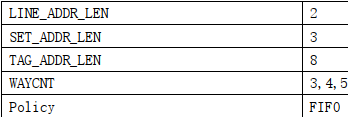 LINE_ADDR_LEN 2
SET_ADDR_LEN 3
TAG_ADDR_LEN 8
WAYCNT 3,4,5
Policy FIFO